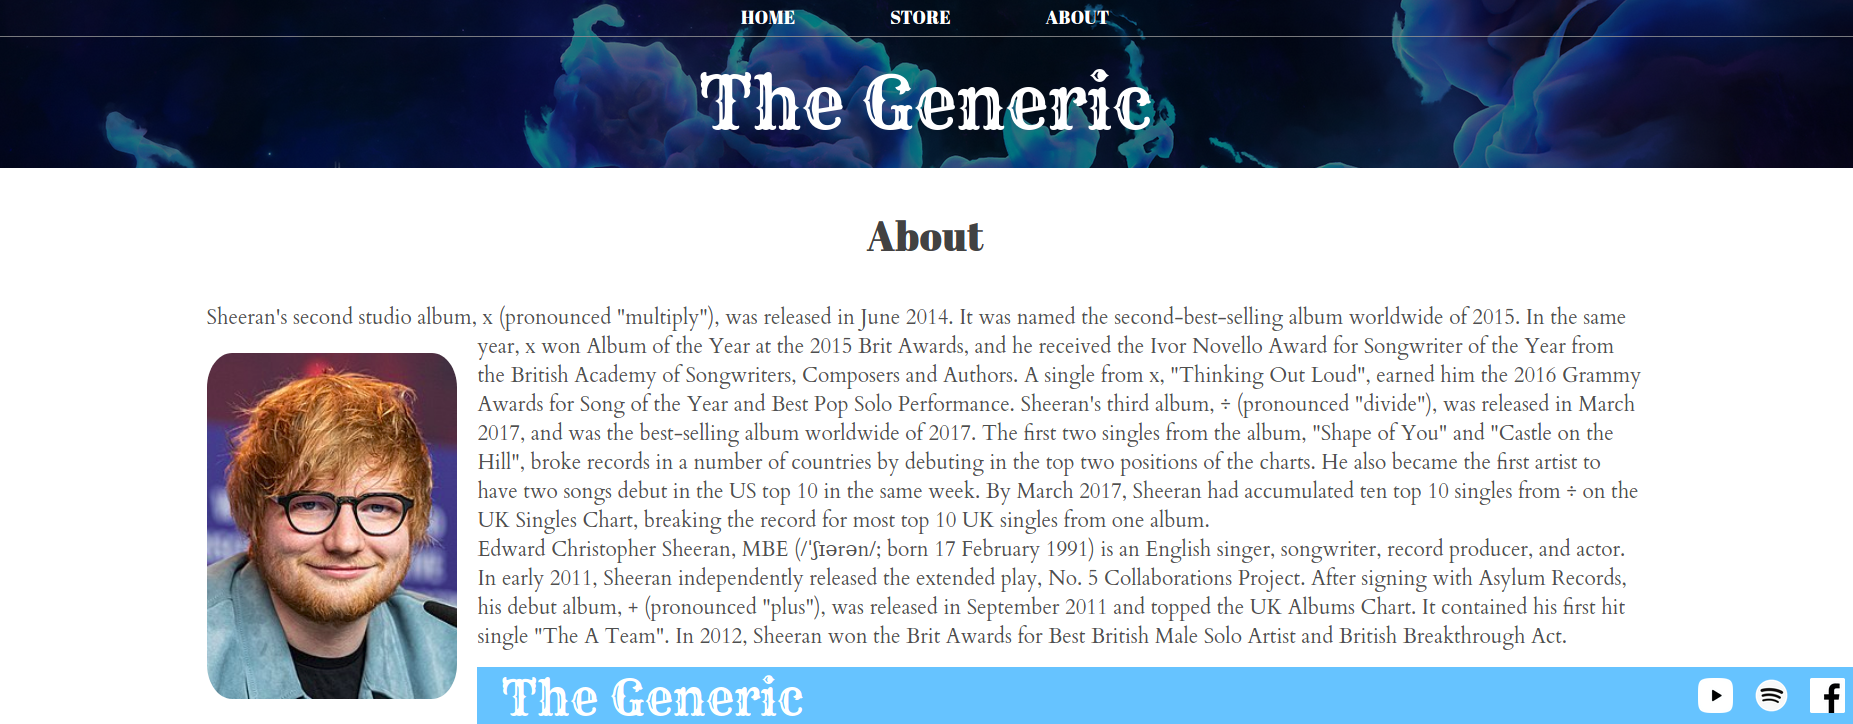 HOME STORE ABOUT
The Generic
About
Sheeran's second studio album, x (pronounced "multiply"), was released in June 2014. It was named the second-best-selling album worldwide of 2015. In the same
year, x won Album of the Year at the 2015 Brit Awards, and he received the Ivor Novello Award for Songwriter of the Year from
the British Academy of Songwriters, Composers and Authors. A single from x, "Thinking Out Loud", earned him the 2016 Grammy
Awards for Song of the Year and Best Pop Solo Performance. Sheeran's third album, ÷ (pronounced "divide"), was released in March
2017, and was the best-selling album worldwide of 2017. The first two singles from the album, "Shape of You" and "Castle on the
Hill", broke records in a number of countries by debuting in the top two positions of the charts. He also became the first artist to
have two songs debut in the US top 10 in the same week. By March 2017, Sheeran had accumulated ten top 10 singles from ÷ on the
UK Singles Chart, breaking the record for most top 10 UK singles from one album.
Edward Christopher Sheeran, MBE (/ˈʃɪərən/; born 17 February 1991) is an English singer, songwriter, record producer, and actor.
In early 2011, Sheeran independently released the extended play, No. 5 Collaborations Project. After signing with Asylum Records,
his debut album, + (pronounced "plus"), was released in September 2011 and topped the UK Albums Chart. It contained his first hit
single "The A Team". In 2012, Sheeran won the Brit Awards for Best British Male Solo Artist and British Breakthrough Act.
The Generic